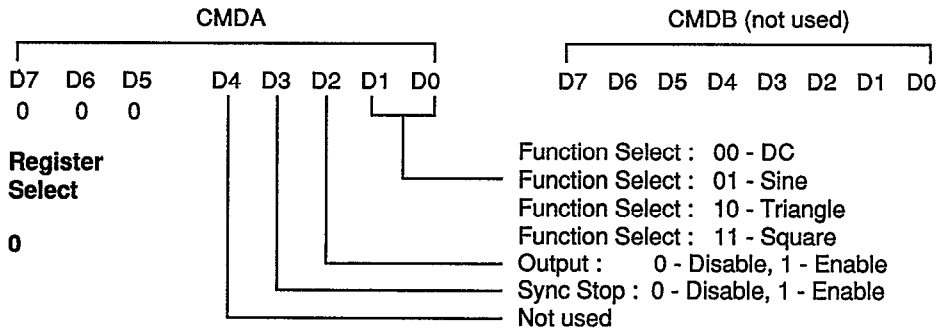 CMDA CMDB (not used)
D7 D6 D5 D4 D3 D2 D1 D0 D7 D6 D5 D4 D3 D2 D1 D0
0 0 0
Register
Select
0
Function Select : 00 - DC
Function Select : 01 - Sine
Function Select : 10 - Triangle
Function Select : 11 - Square
Output : 0 - Disable, 1 - Enable
Sync Stop : 0 - Disable, 1 - Enable
Not used